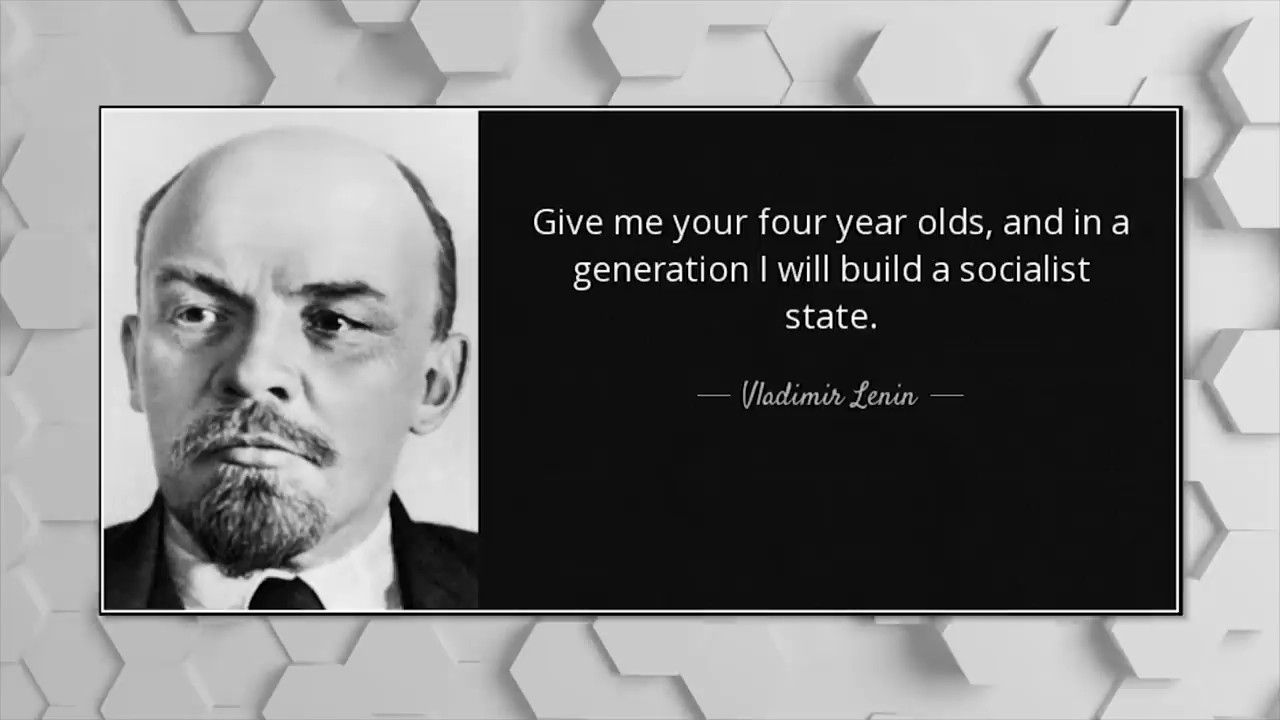 Give me your four year olds, and in a
generation I will build a socialist
state.
— Vladimir Lenin —